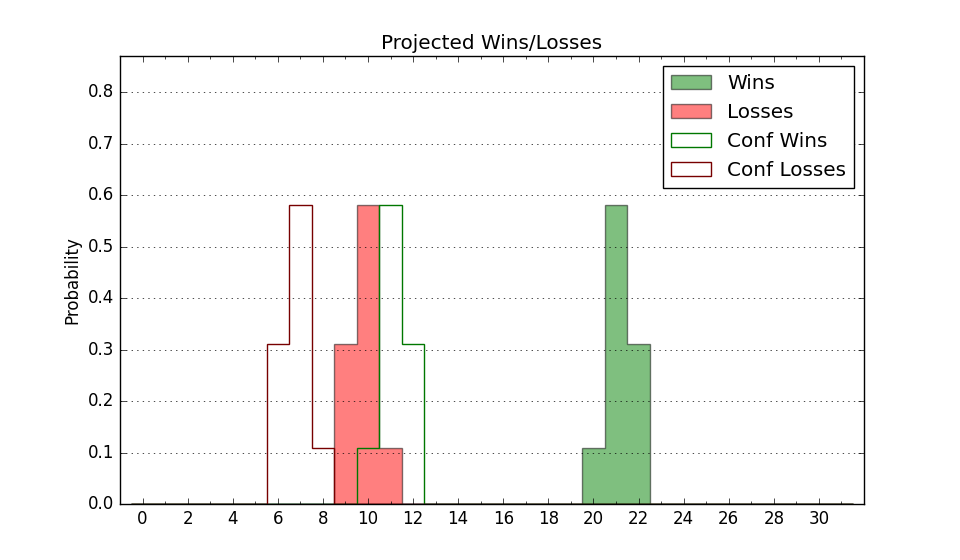 Projected Wins/Losses
Wins
Losses
Conf Wins
Conf Losses
Probability
0.8
0.7
0.6
0.5
0.4
0.3
0.2
0.1
0.0
0 2 4 6 8 10 12 14 16 18 20 22 24 26 28 30